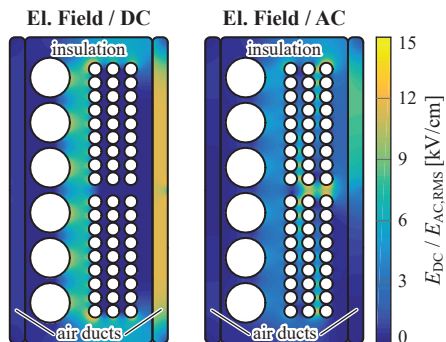 El. Field / DC
El. Field / AC
insulation
insulation
air ducts
air ducts
15
12
9
6
3
0
E_DC / E_AC,RMS [kV/cm]